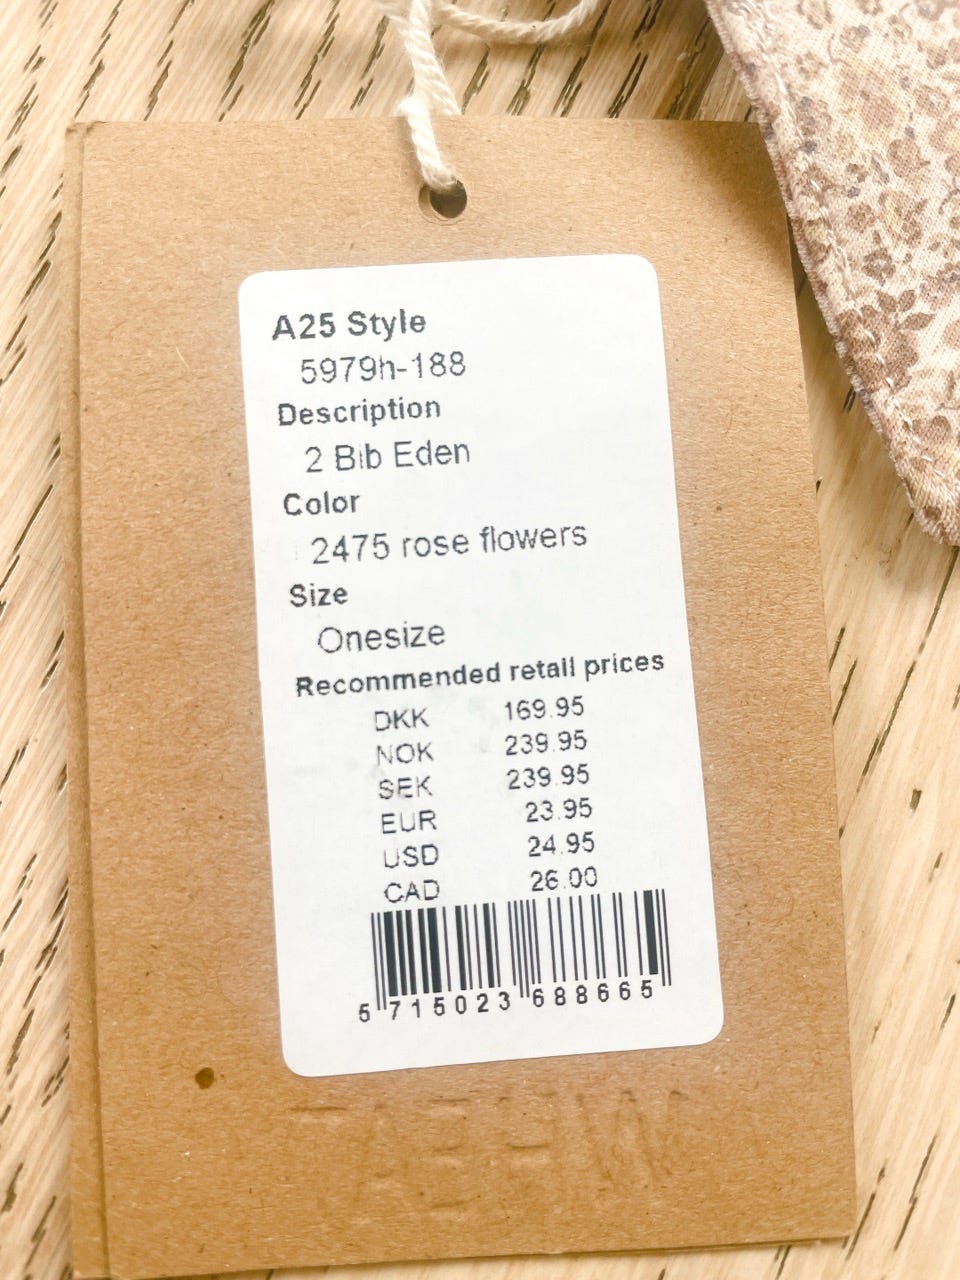 A25 Style
5979h-188
Description
2 Bib Eden
Color
2475 rose flowers
Size
Onesize
Recommended retail prices
DKK 169.95
NOK 239.95
SEK 239.95
EUR 23.95
USD 24.95
CAD 26.00
5 715023 688665